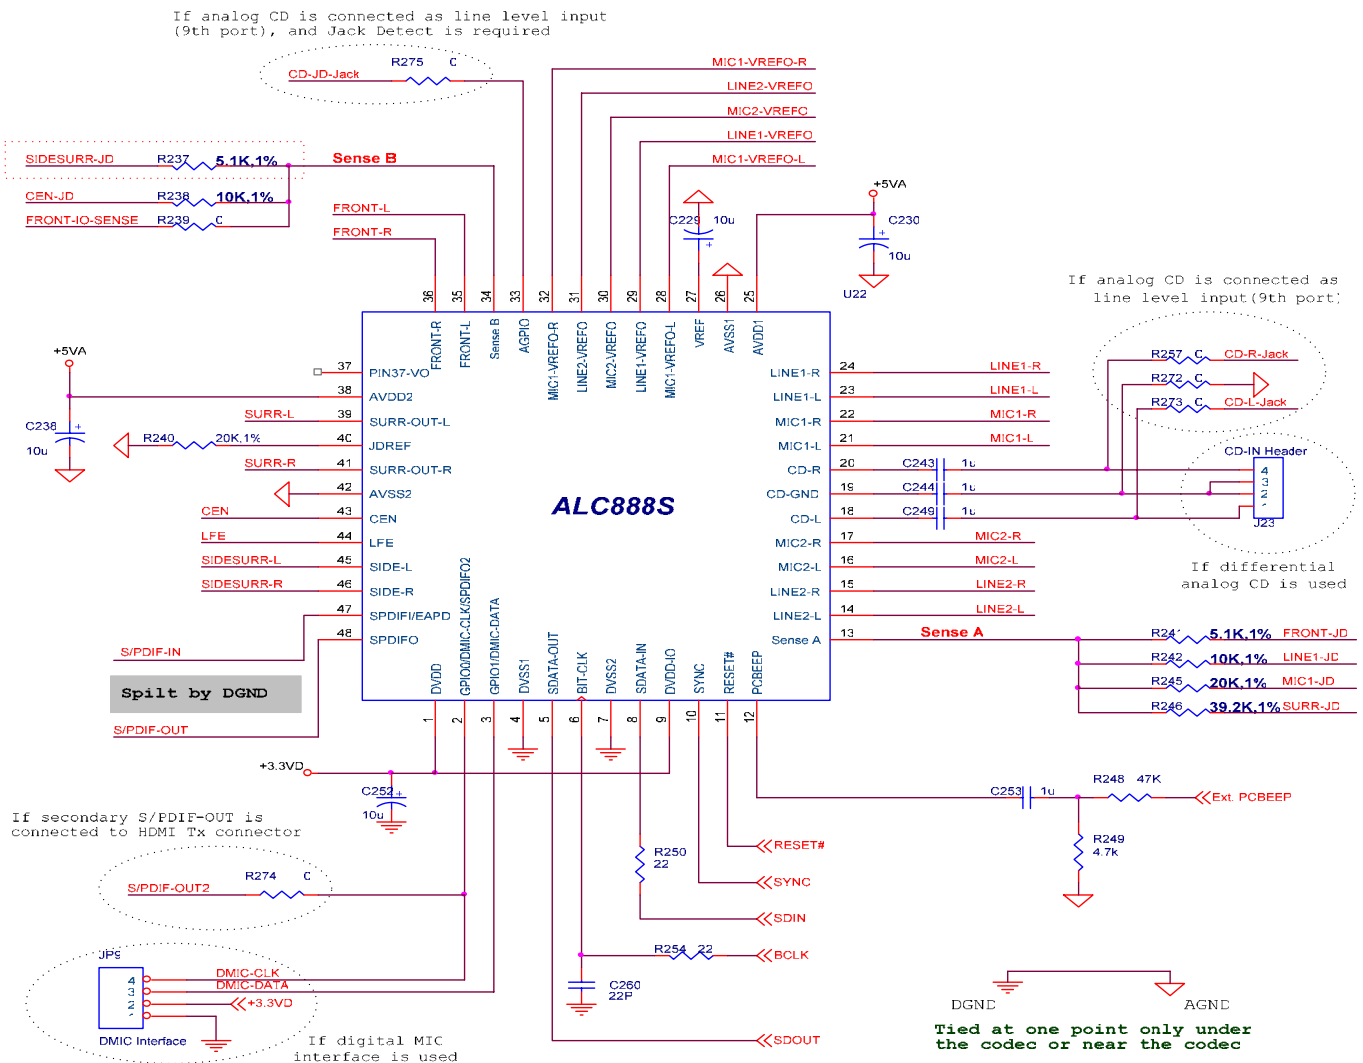 If analog CD is connected as line level input
(9th port), and Jack Detect is required
R275 0
CD-JD-Jack
MIC1-VREFO-R
LINE2-VREFO
MIC2-VREFO
LINE1-VREFO
MIC1-VREFO-L
SIDESURR-JD R237 5.1K,1% Sense B
CEN-JD R238 10K,1%
FRONT-IO-SENSE R239 0
FRONT-L
FRONT-R
C229 10u
+5VA
C230
10u
U22
If analog CD is connected as
line level input(9th port)
R257 0 CD-R-Jack
R272 0
R273 0 CD-L-Jack
36 35 34 33 32 31 30 29 28 27 26 25
FRONT-R FRONT-L Sense B AGPIO MIC1-VREFO-R LINE2-VREFO MIC2-VREFO LINE1-VREFO MIC1-VREFO-L VREF AVSS1 AVDD1
+5VA
C238
10u
37 PIN37-VO
38 AVDD2
SURR-L 39 SURR-OUT-L
R240 20K,1% 40 JDREF
SURR-R 41 SURR-OUT-R
42 AVSS2
CEN 43 CEN
LFE 44 LFE
SIDESURR-L 45 SIDE-L
SIDESURR-R 46 SIDE-R
47 SPDIFI/EAPD
48 SPDIFO
S/PDIF-IN
Spilt by DGND
S/PDIF-OUT
ALC888S
LINE1-R 24 LINE1-R
LINE1-L 23 LINE1-L
MIC1-R 22 MIC1-R
MIC1-L 21 MIC1-L
CD-R 20 C243 1u
CD-GND 19 C244 1u
CD-L 18 C249 1u
MIC2-R 17 MIC2-R
MIC2-L 16 MIC2-L
LINE2-R 15 LINE2-R
LINE2-L 14 LINE2-L
Sense A 13 Sense A
CD-IN Header
4
3
2
1
J23
If differential
analog CD is used
R241 5.1K,1% FRONT-JD
R242 10K,1% LINE1-JD
R245 20K,1% MIC1-JD
R246 39.2K,1% SURR-JD
DVDD GPIO0/DMIC-CLK/SPDIFO2 GPIO1/DMIC-DATA DVSS1 SDATA-OUT BIT-CLK DVSS2 SDATA-IN DVDD-IO SYNC RESET# PCBEEP
1 2 3 4 5 6 7 8 9 10 11 12
+3.3VD
C252
10u
C253 1u
R248 47K
Ext. PCBEEP
R249
4.7k
If secondary S/PDIF-OUT is
connected to HDMI Tx connector
R274 0
S/PDIF-OUT2
R250
22
RESET#
SYNC
SDIN
R254 22 BCLK
C260
22P
SDOUT
JP9
4 DMIC-CLK
3 DMIC-DATA
2 +3.3VD
1
DMIC Interface
If digital MIC
interface is used
DGND AGND
Tied at one point only under
the codec or near the codec